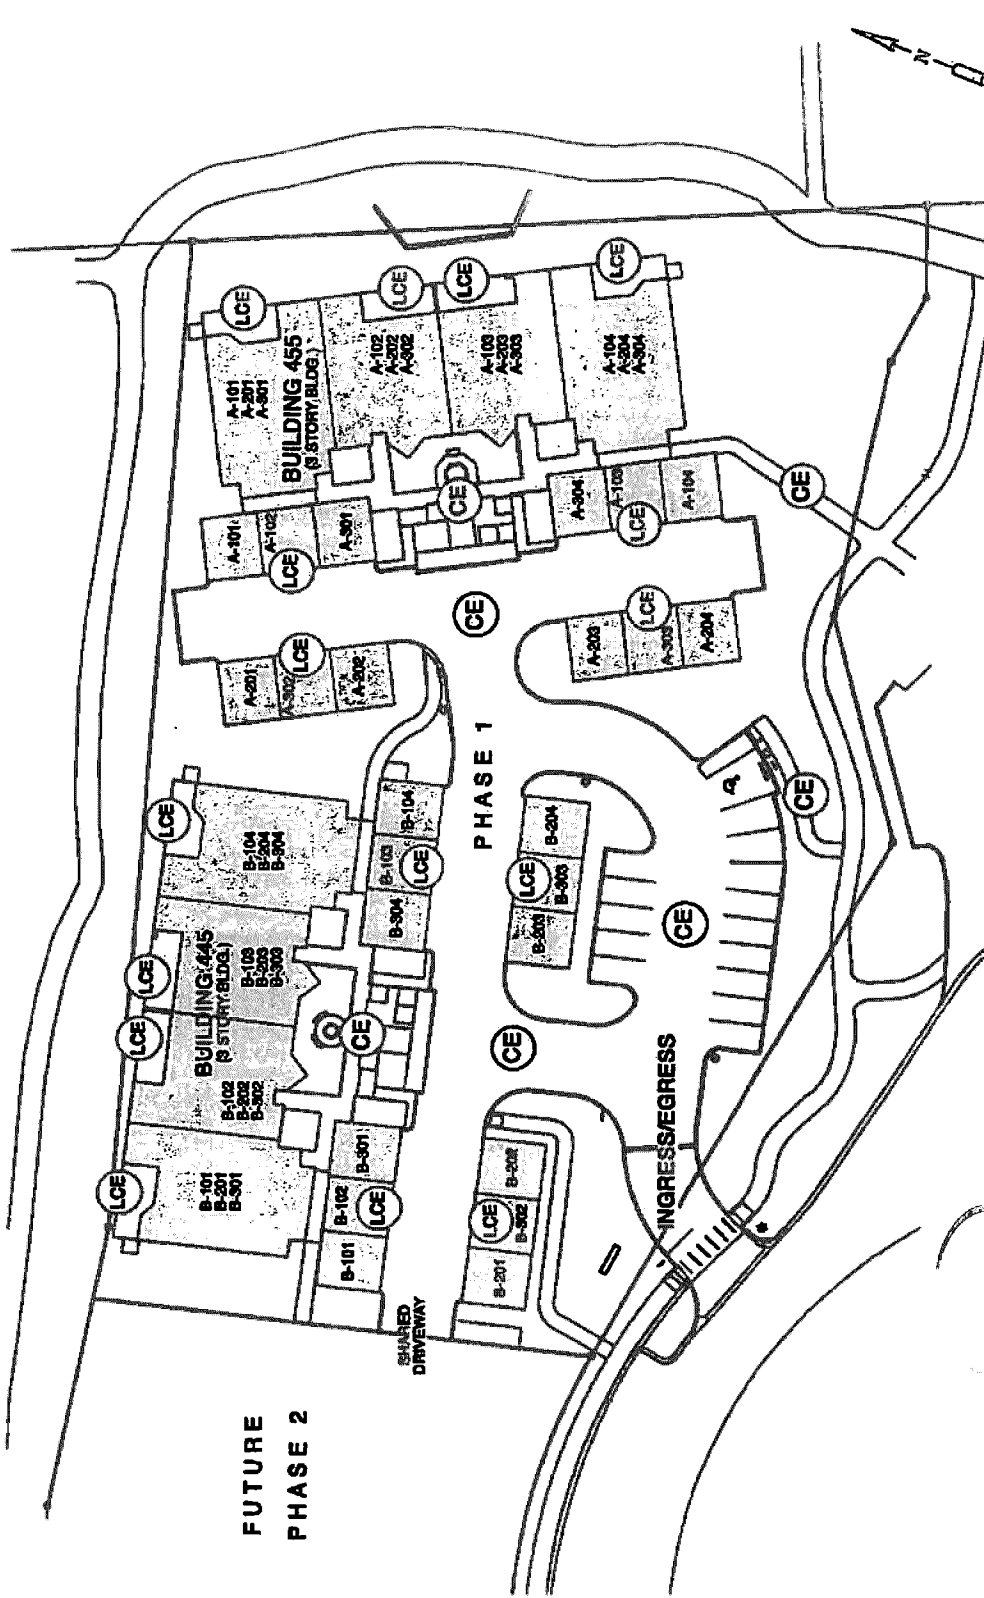 FUTURE
PHASE 2
SHARED
DRIVEWAY
LCE
LCE
LCE
LCE
B-101
B-201
B-301
B-102
B-202
B-302
BUILDING 445
(3 STORY BLDG.)
B-103
B-203
B-303
B-104
B-204
B-304
B-101
B-102
LCE
B-301
CE
B-304
B-103
LCE
B-104
B-201
B-302
LCE
B-202
CE
B-203
B-303
LCE
B-204
PHASE 1
INGRESS/EGRESS
CE
CE
A-201
A-302
LCE
A-202
CE
A-203
A-303
LCE
A-204
A-101
A-102
LCE
A-301
CE
A-304
A-103
LCE
A-104
CE
A-101
A-201
A-301
BUILDING 455
(3 STORY BLDG.)
A-102
A-202
A-302
A-103
A-203
A-303
A-104
A-204
A-304
LCE
LCE
LCE
LCE
N